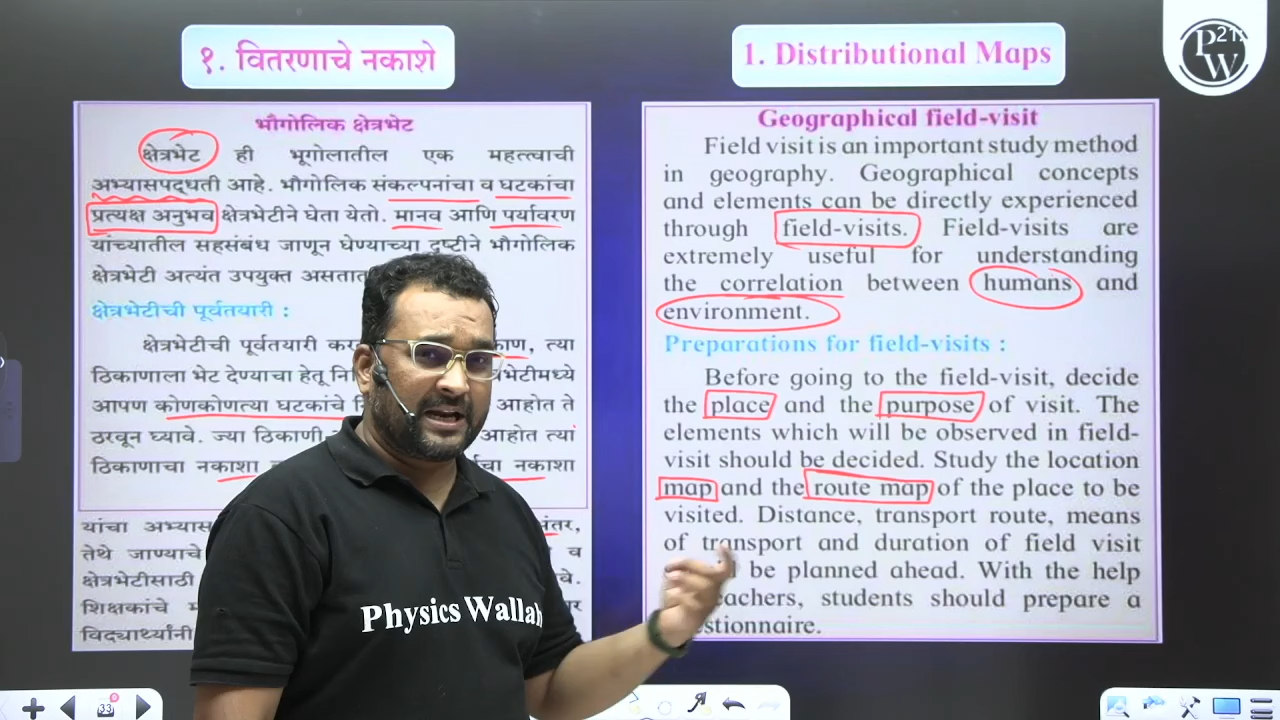 १. वितरणाचे नकाशे
भौगोलिक क्षेत्रभेट
क्षेत्रभेट ही भूगोलातील एक महत्त्वाची
अभ्यासपद्धती आहे. भौगोलिक संकल्पनांचा व घटकांचा
प्रत्यक्ष अनुभव क्षेत्रभेटीने घेता येतो. मानव आणि पर्यावरण
यांच्यातील सहसंबंध जाणून घेण्याच्या दृष्टीने भौगोलिक
क्षेत्रभेटी अत्यंत उपयुक्त असतात
क्षेत्रभेटीची पूर्वतयारी :
क्षेत्रभेटीची पूर्वतयारी त्या
ठिकाणाला भेट देण्याचा हेतू
आपण कोणकोणत्या घटकांचे आहोत ते
ठरवून घ्यावे. ज्या ठिकाणी आहोत त्या
ठिकाणाचा नकाशा नकाशा
यांचा अभ्यास
तेथे जाण्याचे व
क्षेत्रभेटीसाठी
शिक्षकांचे
विद्यार्थ्यांनी
1. Distributional Maps
Geographical field-visit
Field visit is an important study method
in geography. Geographical concepts
and elements can be directly experienced
through field-visits. Field-visits are
extremely useful for understanding
the correlation between humans and
environment.
Preparations for field-visits :
Before going to the field-visit, decide
the place and the purpose of visit. The
elements which will be observed in field-
visit should be decided. Study the location
map and the route map of the place to be
visited. Distance, transport route, means
of transport and duration of field visit
be planned ahead. With the help
students should prepare a
Physics Wallah
P
W
33